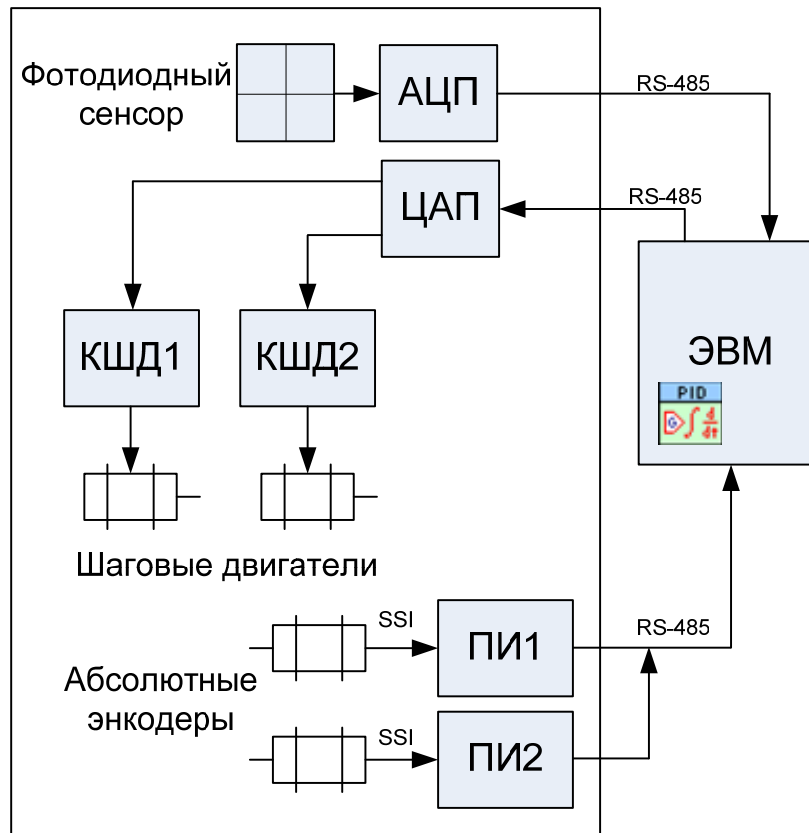 Фотодиодный
сенсор
АЦП
RS-485
ЦАП
RS-485
КШД1
КШД2
ЭВМ
PID
G ∫ d/dt
Шаговые двигатели
SSI
ПИ1
RS-485
Абсолютные
энкодеры
SSI
ПИ2